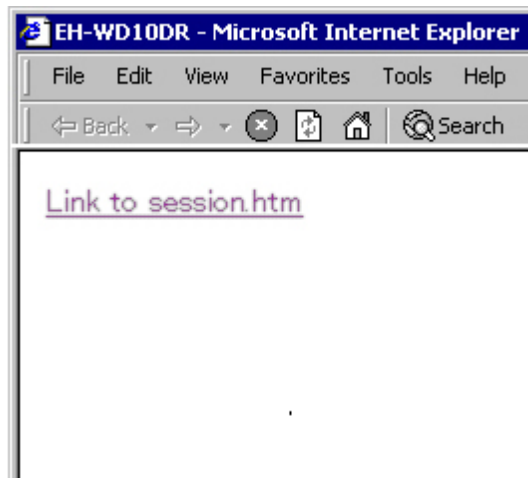 EH-WD10DR - Microsoft Internet Explorer
File Edit View Favorites Tools Help
Back Search
Link to session.htm